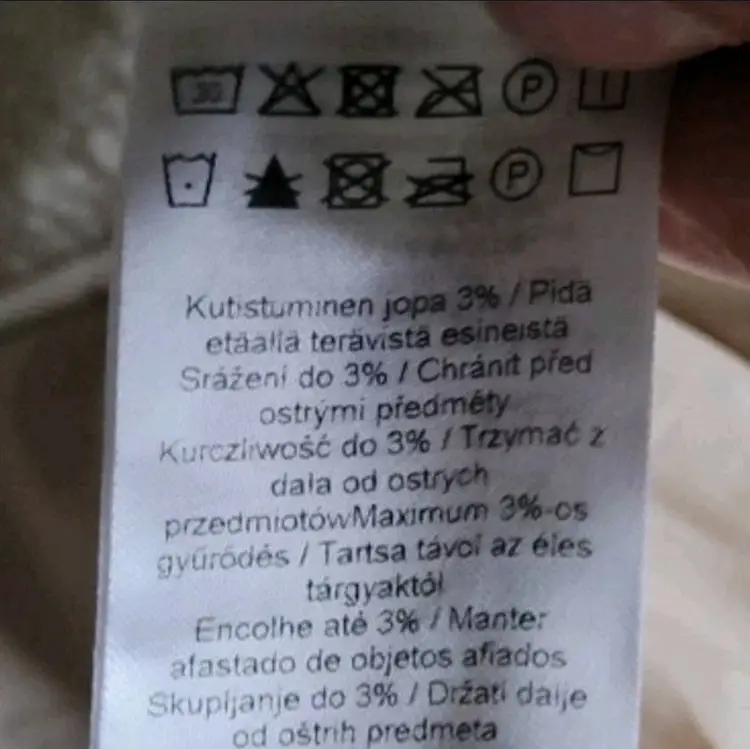 30
P
P
Kutistuminen jopa 3% / Pidä
etäällä terävistä esineistä
Srážení do 3% / Chránit před
ostrými předměty
Kurczliwość do 3% / Trzymać z
dala od ostrych
przedmiotówMaximum 3%-os
gyűrődés / Tartsa távol az éles
tárgyaktól
Encolhe até 3% / Manter
afastado de objetos afiados
Skupljanje do 3% / Držati dalje
od oštrih predmeta